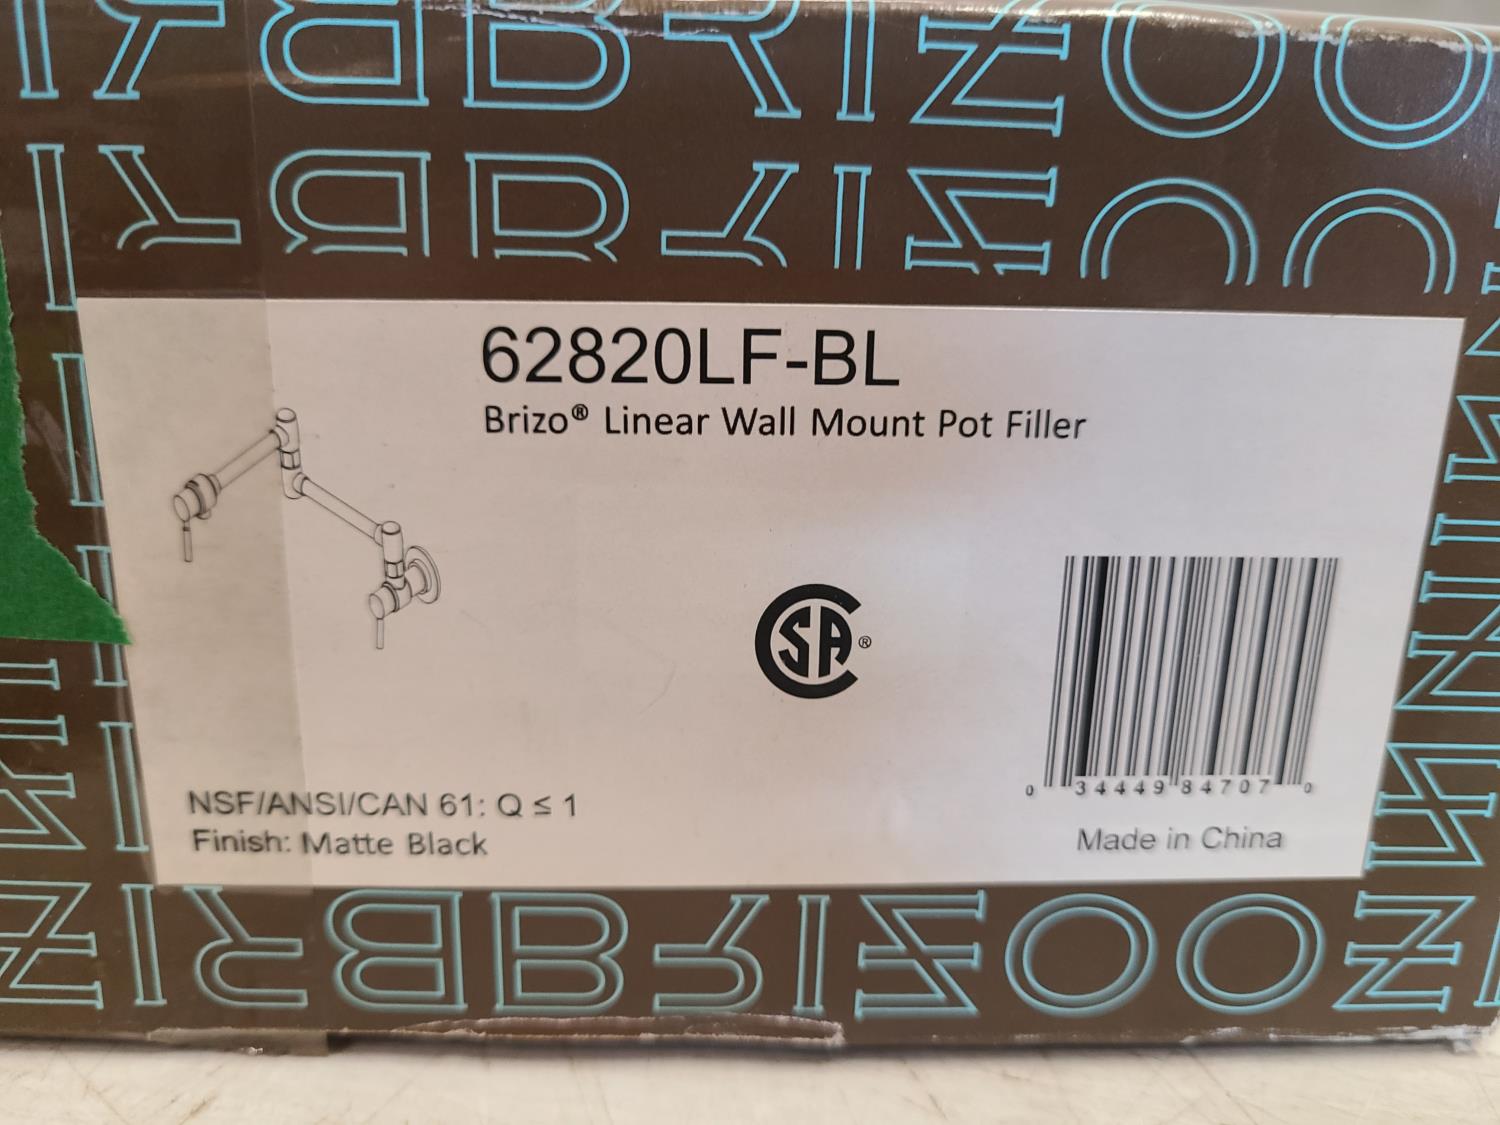 62820LF-BL
Brizo® Linear Wall Mount Pot Filler
CSA®
NSF/ANSI/CAN 61: Q ≤ 1
Finish: Matte Black
0 34449 84707 0
Made in China